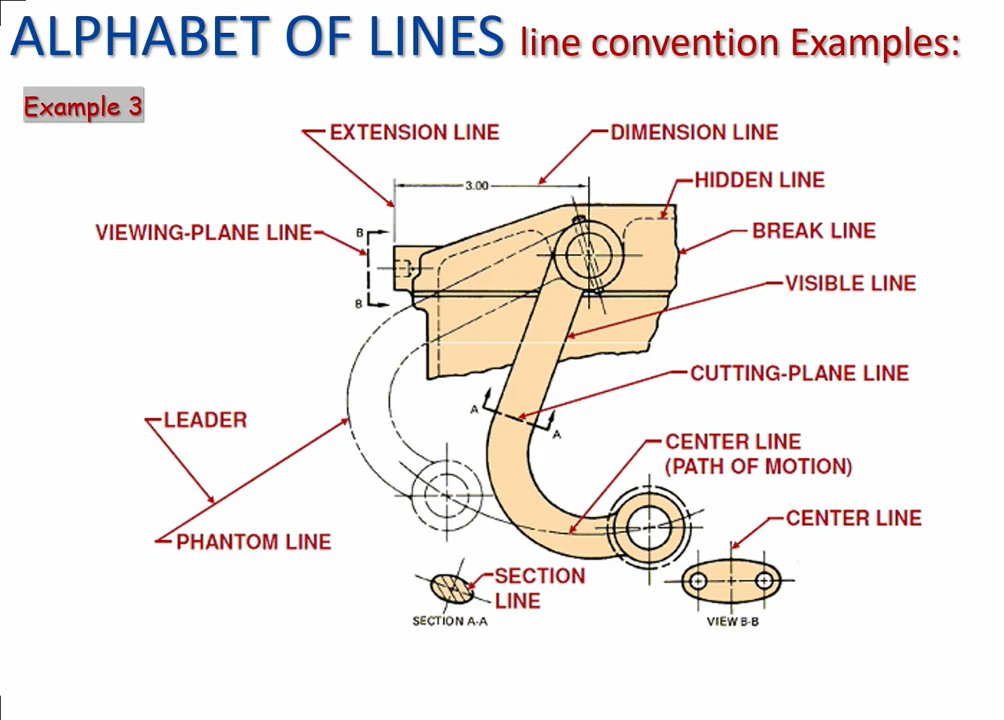 ALPHABET OF LINES line convention Examples:
Example 3
EXTENSION LINE
DIMENSION LINE
3.00
HIDDEN LINE
VIEWING-PLANE LINE
B
BREAK LINE
VISIBLE LINE
B
CUTTING-PLANE LINE
A
A
LEADER
CENTER LINE
(PATH OF MOTION)
CENTER LINE
PHANTOM LINE
SECTION
LINE
SECTION A-A
VIEW B-B